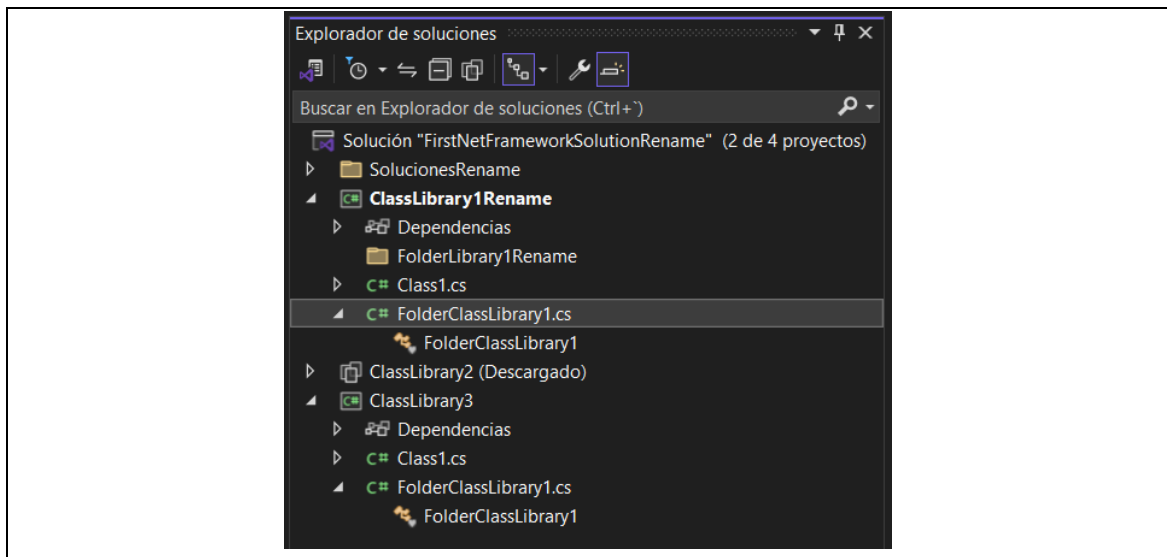 Explorador de soluciones
Buscar en Explorador de soluciones (Ctrl+`)
Solución "FirstNetFrameworkSolutionRename" (2 de 4 proyectos)
SolucionesRename
C# ClassLibrary1Rename
Dependencias
FolderLibrary1Rename
C# Class1.cs
C# FolderClassLibrary1.cs
FolderClassLibrary1
ClassLibrary2 (Descargado)
C# ClassLibrary3
Dependencias
C# Class1.cs
C# FolderClassLibrary1.cs
FolderClassLibrary1